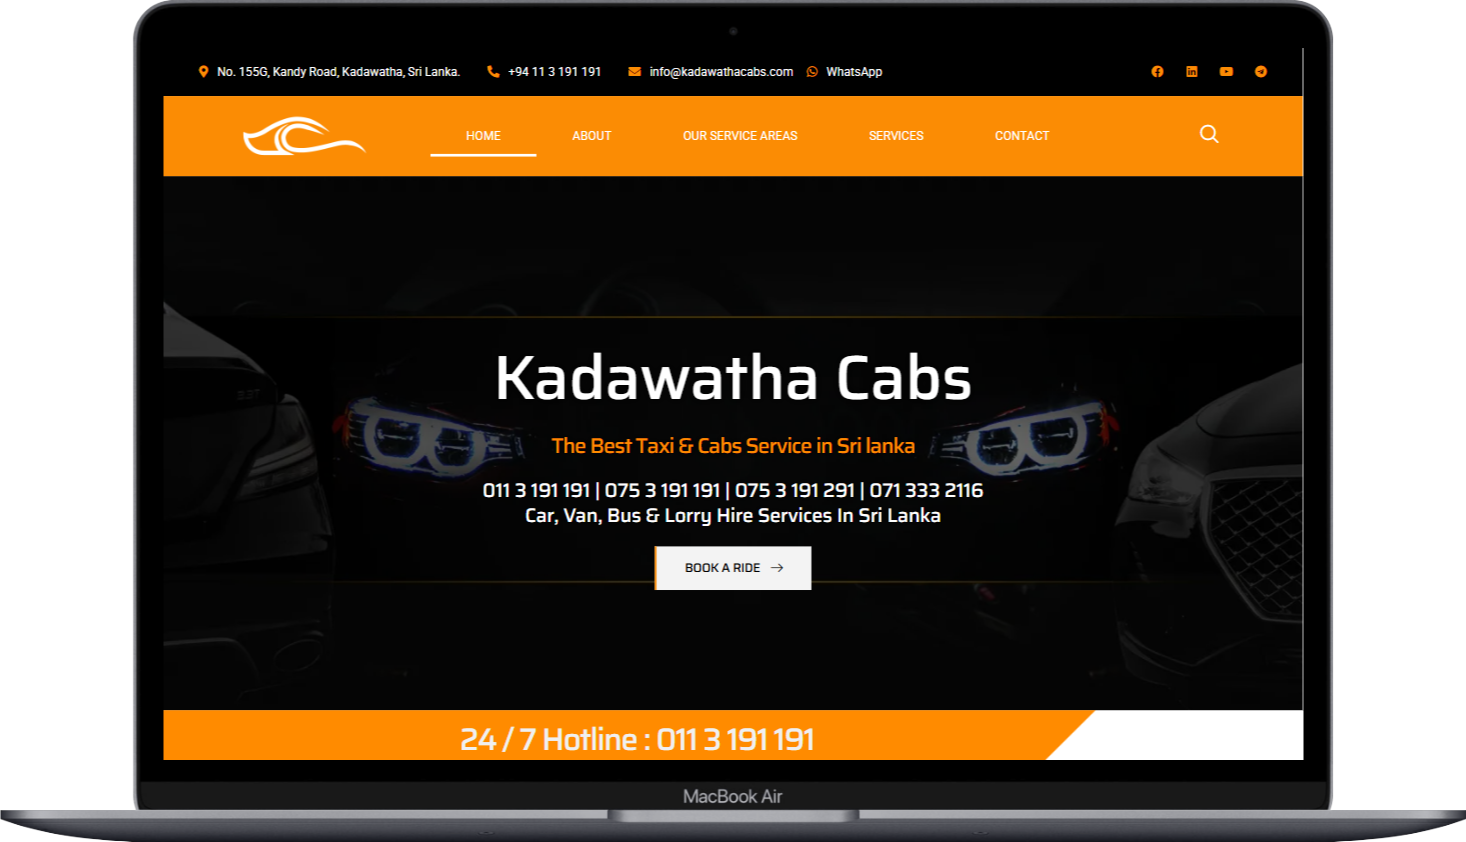 No. 155G, Kandy Road, Kadawatha, Sri Lanka. +94 11 3 191 191 info@kadawathacabs.com WhatsApp
HOME ABOUT OUR SERVICE AREAS SERVICES CONTACT
Kadawatha Cabs
The Best Taxi & Cabs Service in Sri lanka
011 3 191 191 | 075 3 191 191 | 075 3 191 291 | 071 333 2116
Car, Van, Bus & Lorry Hire Services In Sri Lanka
BOOK A RIDE
24 / 7 Hotline : 011 3 191 191
MacBook Air